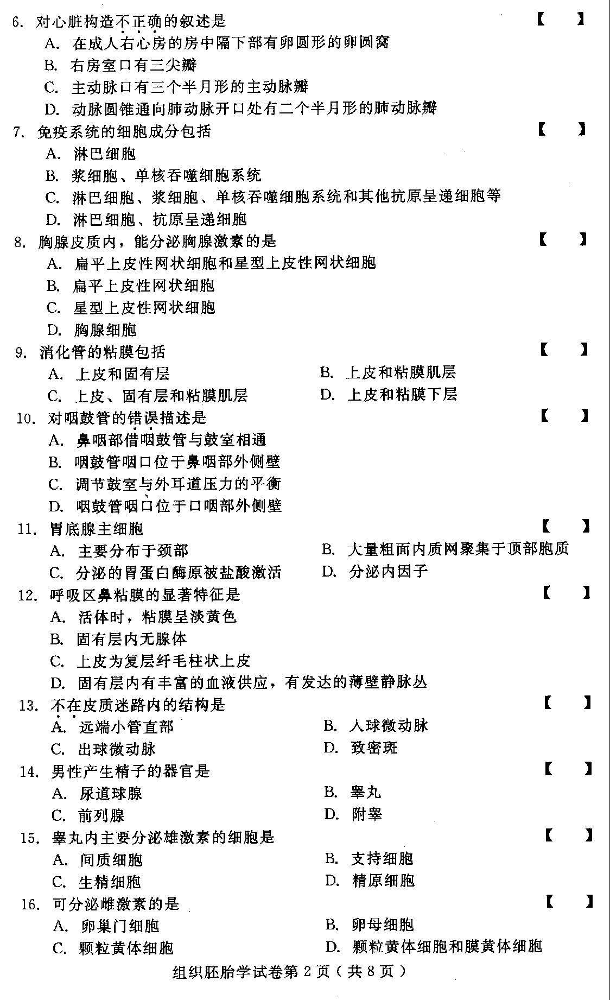 6. 对心脏构造不正确的叙述是 【 】
A. 在成人右心房的房中隔下部有卵圆形的卵圆窝
B. 右房室口有三尖瓣
C. 主动脉口有三个半月形的主动脉瓣
D. 动脉圆锥通向肺动脉开口处有二个半月形的肺动脉瓣
7. 免疫系统的细胞成分包括 【 】
A. 淋巴细胞
B. 浆细胞、单核吞噬细胞系统
C. 淋巴细胞、浆细胞、单核吞噬细胞系统和其他抗原呈递细胞等
D. 淋巴细胞、抗原呈递细胞
8. 胸腺皮质内，能分泌胸腺激素的是 【 】
A. 扁平上皮性网状细胞和星型上皮性网状细胞
B. 扁平上皮性网状细胞
C. 星型上皮性网状细胞
D. 胸腺细胞
9. 消化管的粘膜包括 【 】
A. 上皮和固有层 B. 上皮和粘膜肌层
C. 上皮、固有层和粘膜肌层 D. 上皮和粘膜下层
10. 对咽鼓管的错误描述是 【 】
A. 鼻咽部借咽鼓管与鼓室相通
B. 咽鼓管咽口位于鼻咽部外侧壁
C. 调节鼓室与外耳道压力的平衡
D. 咽鼓管咽口位于口咽部外侧壁
11. 胃底腺主细胞 【 】
A. 主要分布于颈部 B. 大量粗面内质网聚集于顶部胞质
C. 分泌的胃蛋白酶原被盐酸激活 D. 分泌内因子
12. 呼吸区鼻粘膜的显著特征是 【 】
A. 活体时，粘膜呈淡黄色
B. 固有层内无腺体
C. 上皮为复层纤毛柱状上皮
D. 固有层内有丰富的血液供应，有发达的薄壁静脉丛
13. 不在皮质迷路内的结构是 【 】
A. 远端小管直部 B. 入球微动脉
C. 出球微动脉 D. 致密斑
14. 男性产生精子的器官是 【 】
A. 尿道球腺 B. 睾丸
C. 前列腺 D. 附睾
15. 睾丸内主要分泌雄激素的细胞是 【 】
A. 间质细胞 B. 支持细胞
C. 生精细胞 D. 精原细胞
16. 可分泌雌激素的是 【 】
A. 卵巢门细胞 B. 卵母细胞
C. 颗粒黄体细胞 D. 颗粒黄体细胞和膜黄体细胞
组织胚胎学试卷第 2 页（共 8 页）